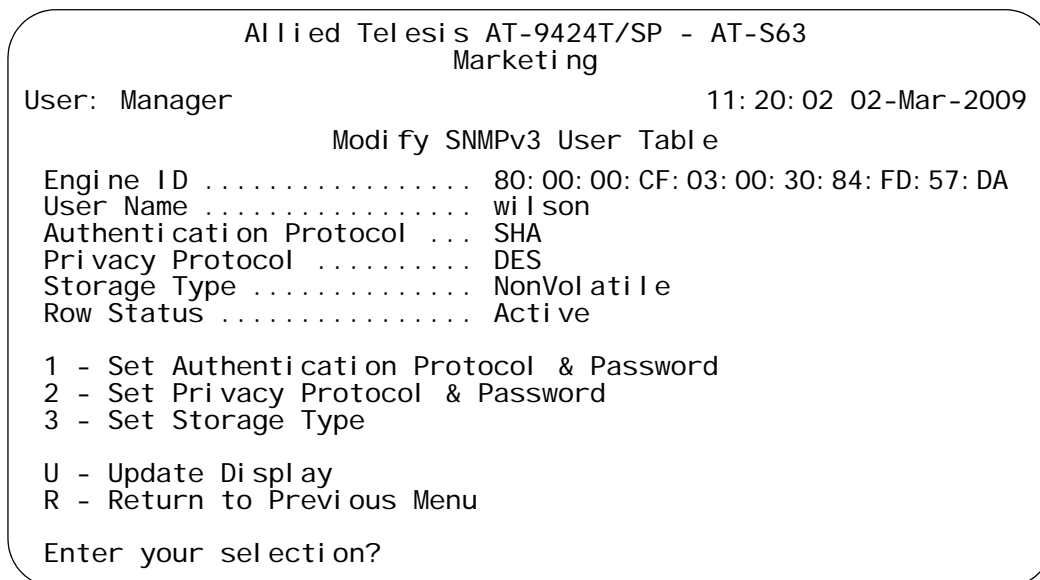 Allied Telesis AT-9424T/SP - AT-S63
Marketing
User: Manager 11:20:02 02-Mar-2009
Modify SNMPv3 User Table
Engine ID ................. 80:00:00:CF:03:00:30:84:FD:57:DA
User Name ................. wilson
Authentication Protocol ... SHA
Privacy Protocol .......... DES
Storage Type .............. NonVolatile
Row Status ................ Active
1 - Set Authentication Protocol & Password
2 - Set Privacy Protocol & Password
3 - Set Storage Type
U - Update Display
R - Return to Previous Menu
Enter your selection?